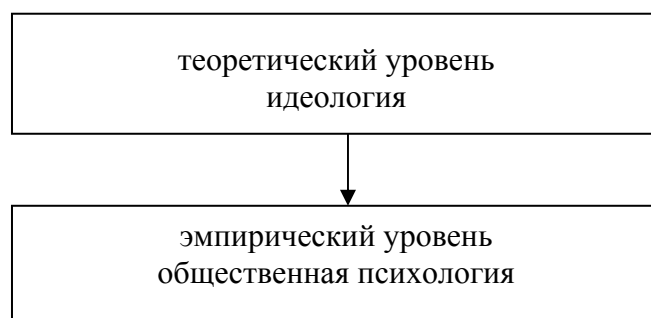 теоретический уровень
идеология
эмпирический уровень
общественная психология